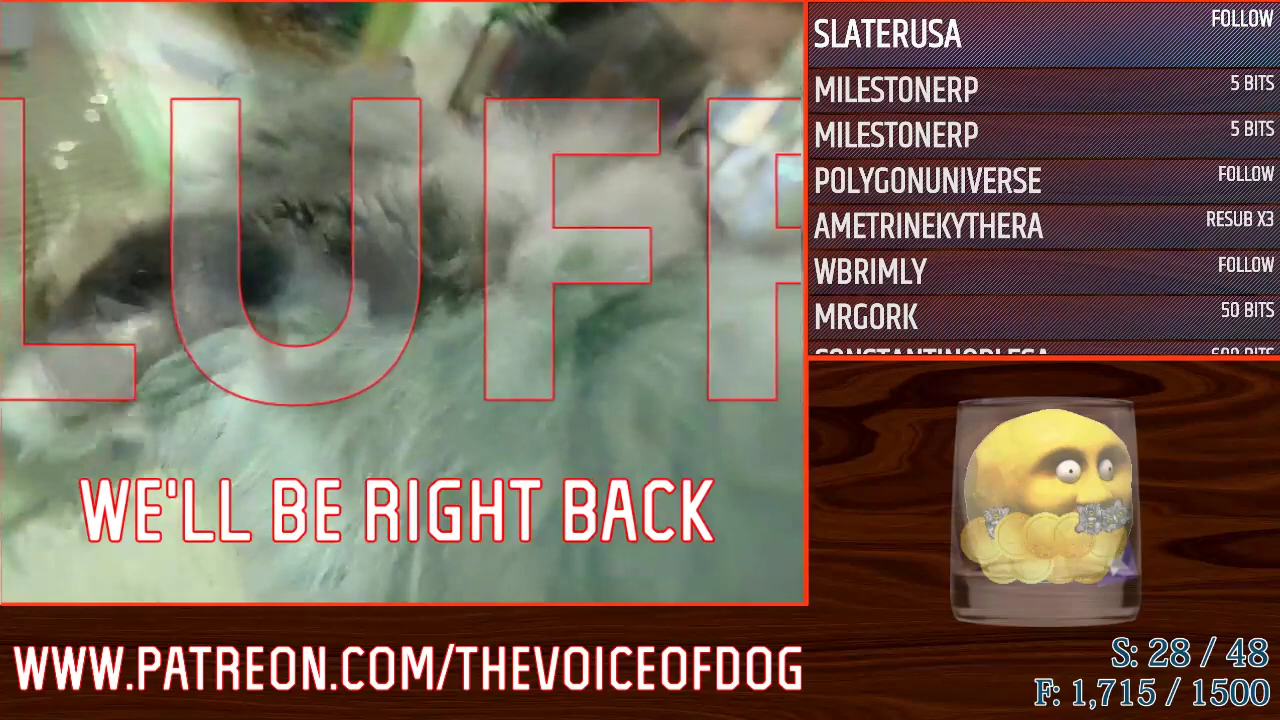 LUFF
WE'LL BE RIGHT BACK
WWW.PATREON.COM/THEVOICEOFDOG
SLATERUSA FOLLOW
MILESTONERP 5 BITS
MILESTONERP 5 BITS
POLYGONUNIVERSE FOLLOW
AMETRINEKYTHERA RESUB X3
WBRIMLY FOLLOW
MRGORK 50 BITS
S: 28 / 48
F: 1,715 / 1500